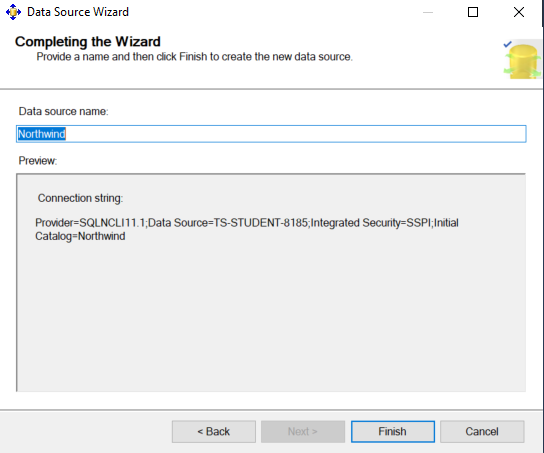 Data Source Wizard
Completing the Wizard
Provide a name and then click Finish to create the new data source.
Data source name:
Northwind
Preview:
Connection string:
Provider=SQLNCLI11.1;Data Source=TS-STUDENT-8185;Integrated Security=SSPI;Initial
Catalog=Northwind
< Back
Next >
Finish
Cancel